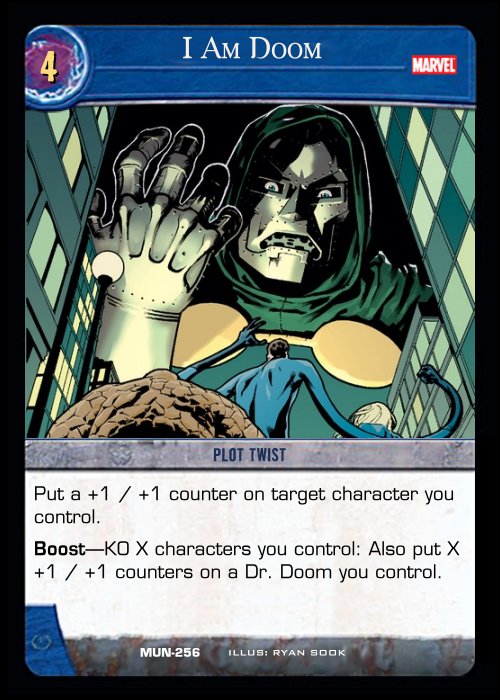 4
I Am Doom
MARVEL
PLOT TWIST
Put a +1 / +1 counter on target character you
control.
Boost—KO X characters you control: Also put X
+1 / +1 counters on a Dr. Doom you control.
MUN-256 ILLUS: RYAN SOOK